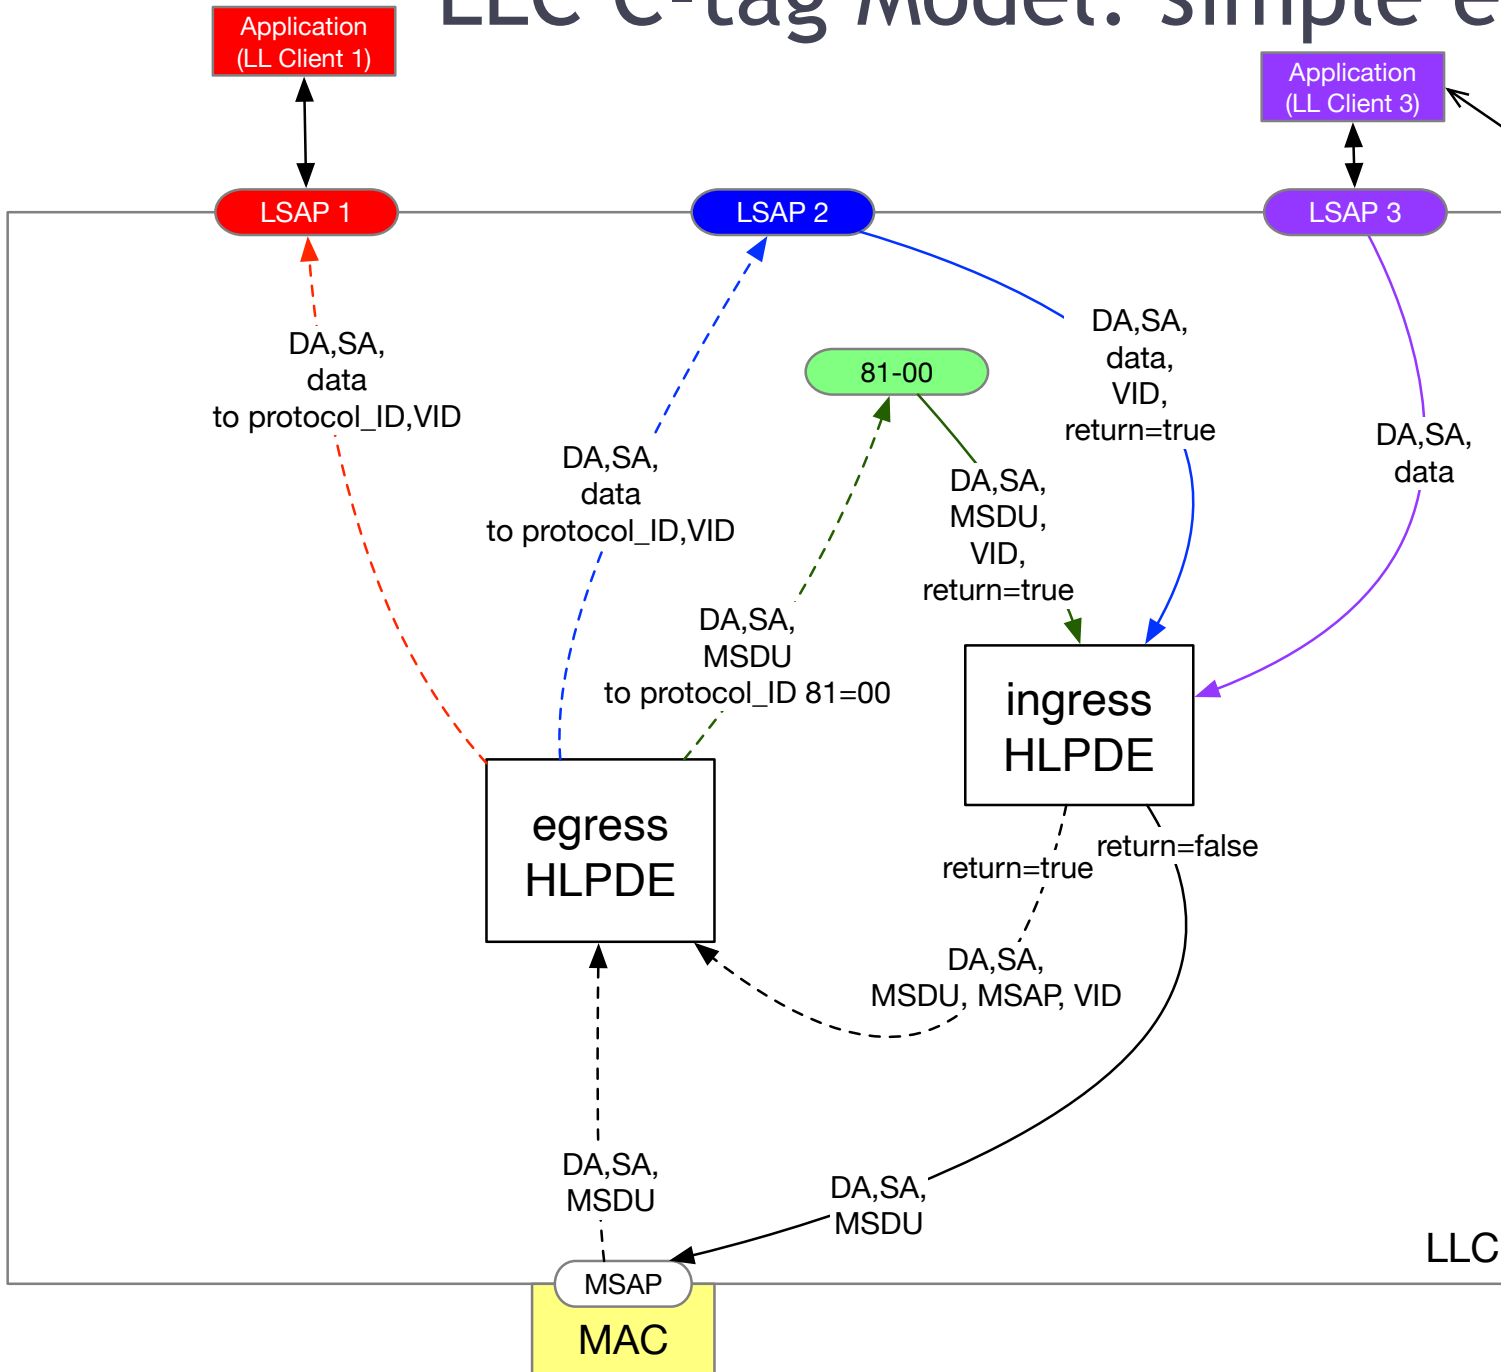 LLC C-tag Model: simple e
Application
(LL Client 1)
Application
(LL Client 3)
LSAP 1
LSAP 2
LSAP 3
DA,SA,
data
to protocol_ID,VID
DA,SA,
data
to protocol_ID,VID
81-00
DA,SA,
data,
VID,
return=true
DA,SA,
data
DA,SA,
MSDU,
VID,
return=true
DA,SA,
MSDU
to protocol_ID 81=00
ingress
HLPDE
egress
HLPDE
return=true
return=false
DA,SA,
MSDU, MSAP, VID
DA,SA,
MSDU
DA,SA,
MSDU
LLC
MSAP
MAC